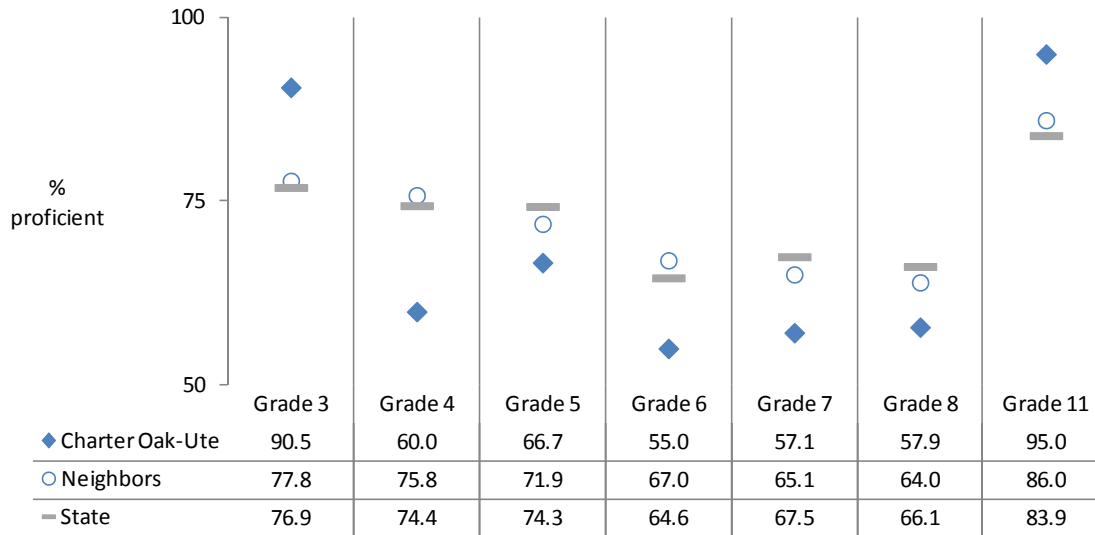 100
75
50
%
proficient
Grade 3 Grade 4 Grade 5 Grade 6 Grade 7 Grade 8 Grade 11
Charter Oak-Ute 90.5 60.0 66.7 55.0 57.1 57.9 95.0
Neighbors 77.8 75.8 71.9 67.0 65.1 64.0 86.0
State 76.9 74.4 74.3 64.6 67.5 66.1 83.9